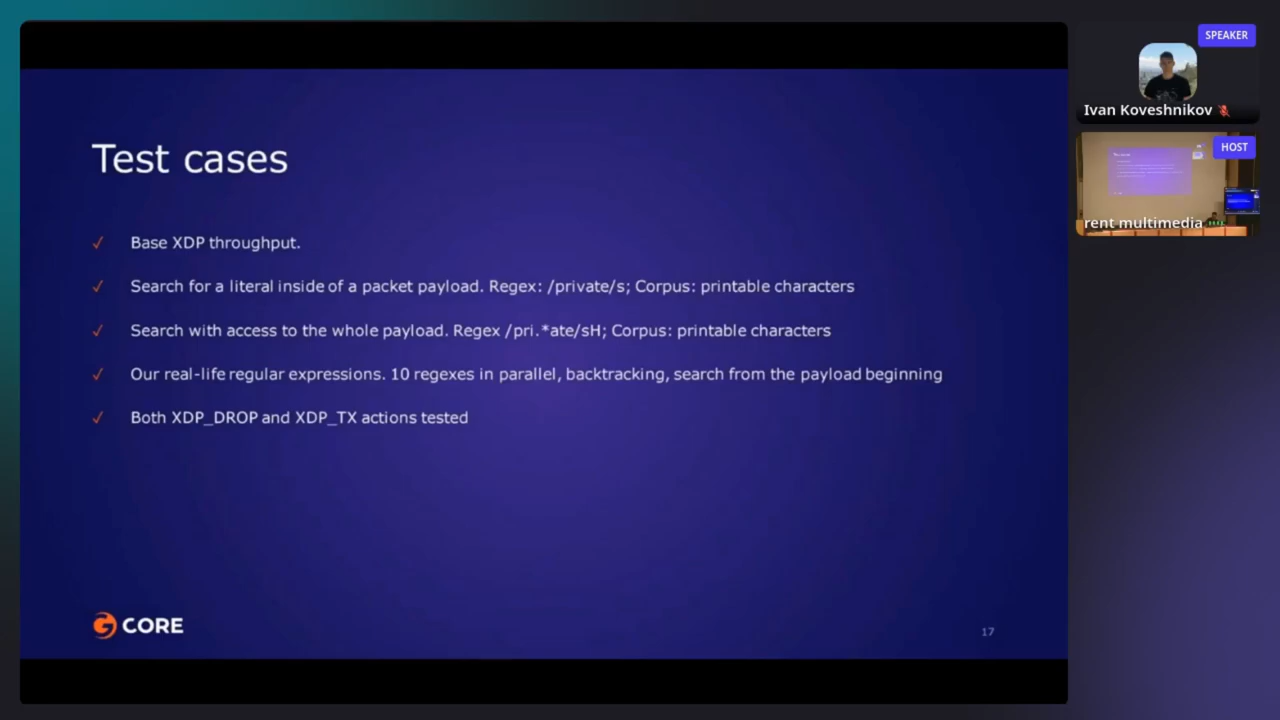 Test cases
✓ Base XDP throughput.
✓ Search for a literal inside of a packet payload. Regex: /private/s; Corpus: printable characters
✓ Search with access to the whole payload. Regex /pri.*ate/sH; Corpus: printable characters
✓ Our real-life regular expressions. 10 regexes in parallel, backtracking, search from the payload beginning
✓ Both XDP_DROP and XDP_TX actions tested
G CORE
17
SPEAKER
Ivan Koveshnikov
HOST
rent multimedia